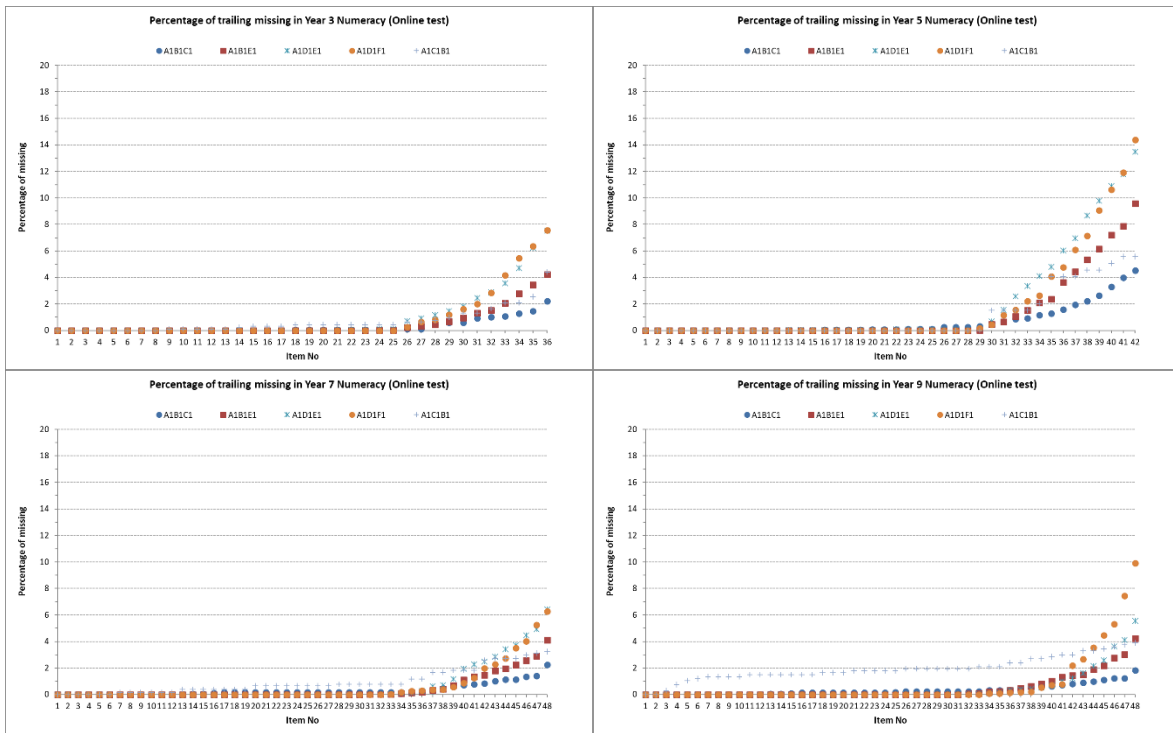 Percentage of trailing missing in Year 3 Numeracy (Online test)
A1B1C1 A1B1E1 A1D1E1 A1D1F1 A1C1B1
20
18
16
14
12
10
8
6
4
2
0
Percentage of missing
1 2 3 4 5 6 7 8 9 10 11 12 13 14 15 16 17 18 19 20 21 22 23 24 25 26 27 28 29 30 31 32 33 34 35 36
Item No
Percentage of trailing missing in Year 5 Numeracy (Online test)
A1B1C1 A1B1E1 A1D1E1 A1D1F1 A1C1B1
20
18
16
14
12
10
8
6
4
2
0
Percentage of missing
1 2 3 4 5 6 7 8 9 10 11 12 13 14 15 16 17 18 19 20 21 22 23 24 25 26 27 28 29 30 31 32 33 34 35 36 37 38 39 40 41 42
Item No
Percentage of trailing missing in Year 7 Numeracy (Online test)
A1B1C1 A1B1E1 A1D1E1 A1D1F1 A1C1B1
20
18
16
14
12
10
8
6
4
2
0
Percentage of missing
1 2 3 4 5 6 7 8 9 10 11 12 13 14 15 16 17 18 19 20 21 22 23 24 25 26 27 28 29 30 31 32 33 34 35 36 37 38 39 40 41 42 43 44 45 46 47 48
Item No
Percentage of trailing missing in Year 9 Numeracy (Online test)
A1B1C1 A1B1E1 A1D1E1 A1D1F1 A1C1B1
20
18
16
14
12
10
8
6
4
2
0
Percentage of missing
1 2 3 4 5 6 7 8 9 10 11 12 13 14 15 16 17 18 19 20 21 22 23 24 25 26 27 28 29 30 31 32 33 34 35 36 37 38 39 40 41 42 43 44 45 46 47 48
Item No